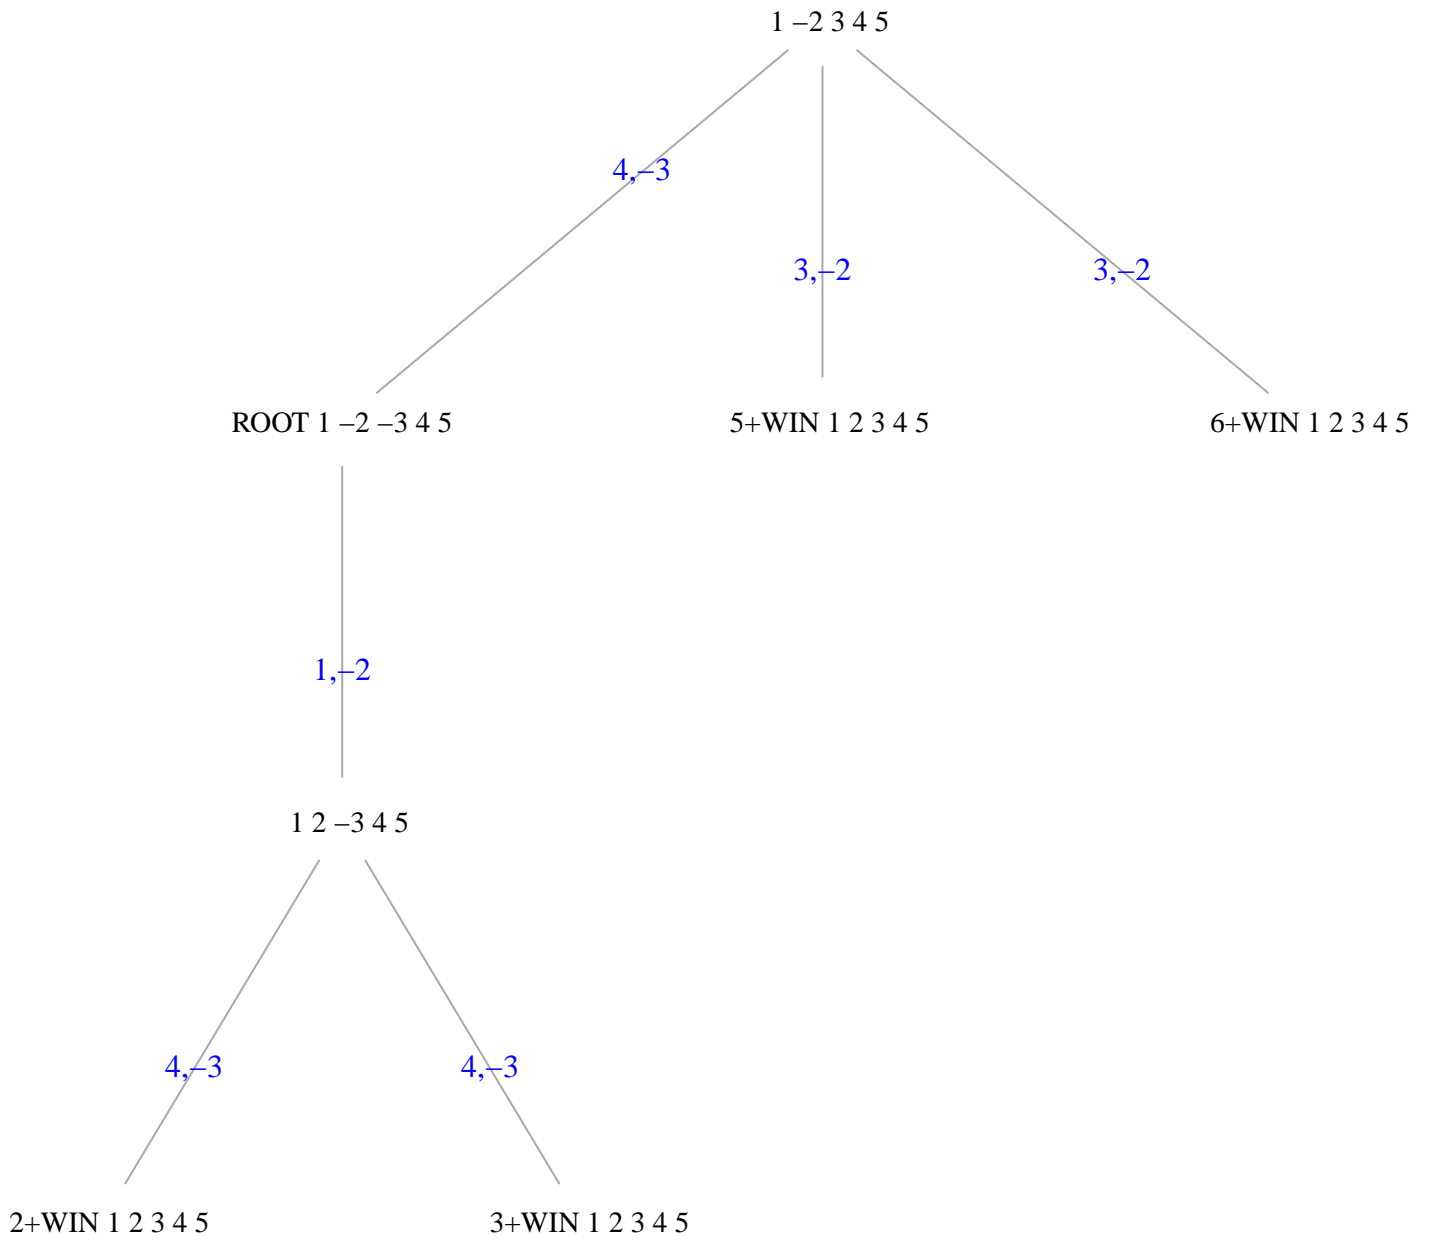 1 –2 3 4 5
4,–3
3,–2
3,–2
ROOT 1 –2 –3 4 5
5+WIN 1 2 3 4 5
6+WIN 1 2 3 4 5
1,–2
1 2 –3 4 5
4,–3
4,–3
2+WIN 1 2 3 4 5
3+WIN 1 2 3 4 5